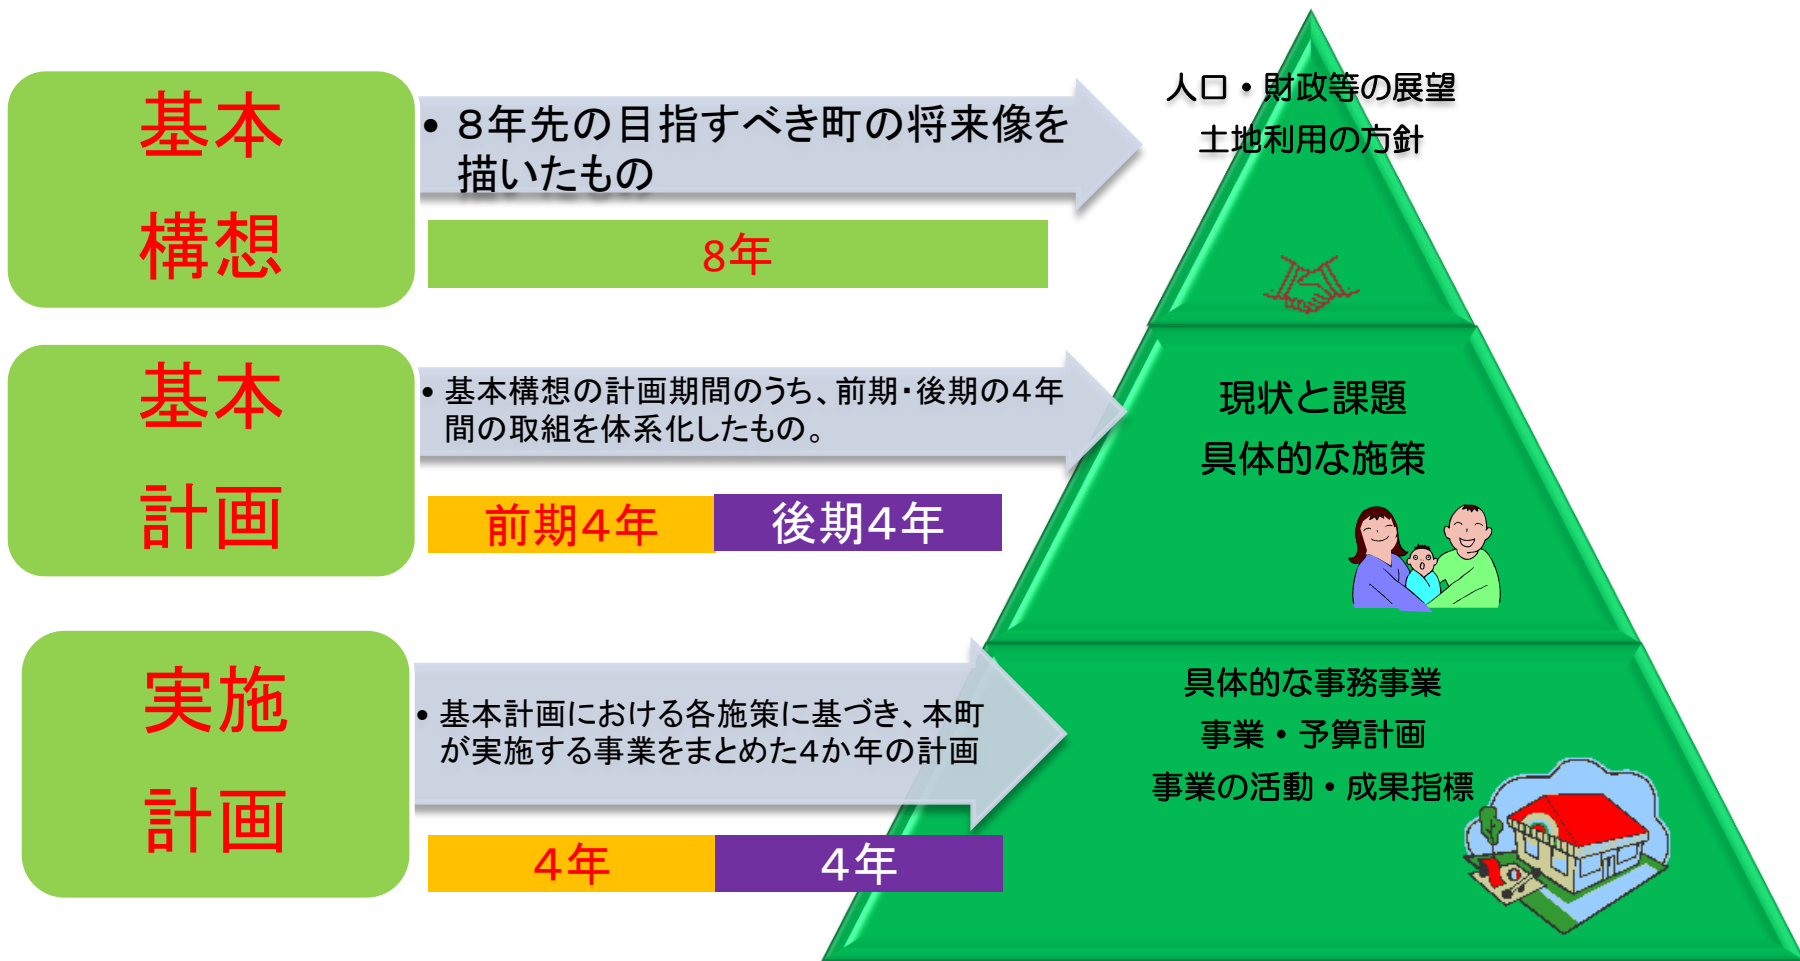 基本
構想
• 8年先の目指すべき町の将来像を
描いたもの
8年
人口・財政等の展望
土地利用の方針
基本
計画
• 基本構想の計画期間のうち、前期・後期の4年
間の取組を体系化したもの。
前期4年
後期4年
現状と課題
具体的な施策
実施
計画
• 基本計画における各施策に基づき、本町
が実施する事業をまとめた4か年の計画
4年
4年
具体的な事務事業
事業・予算計画
事業の活動・成果指標